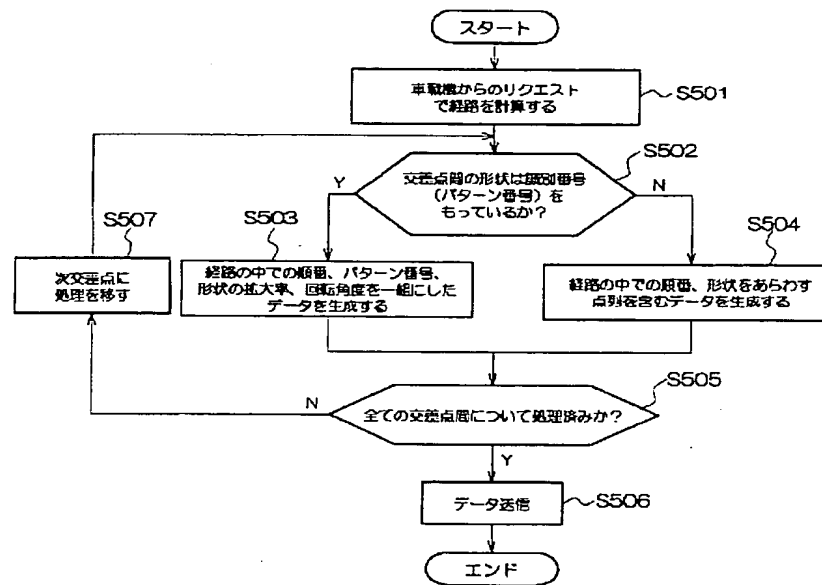 スタート
車載機からのリクエスト
で経路を計算する
S501
S502
交差点間の形状は識別番号
(パターン番号)を
もっているか?
Y
N
S507
次交差点に
処理を移す
S503
経路の中での順番、パターン番号、
形状の拡大率、回転角度を一組にした
データを生成する
S504
経路の中での順番、形状をあらわす
点列を含むデータを生成する
S505
N
全ての交差点間について処理済みか?
Y
データ送信
S506
エンド